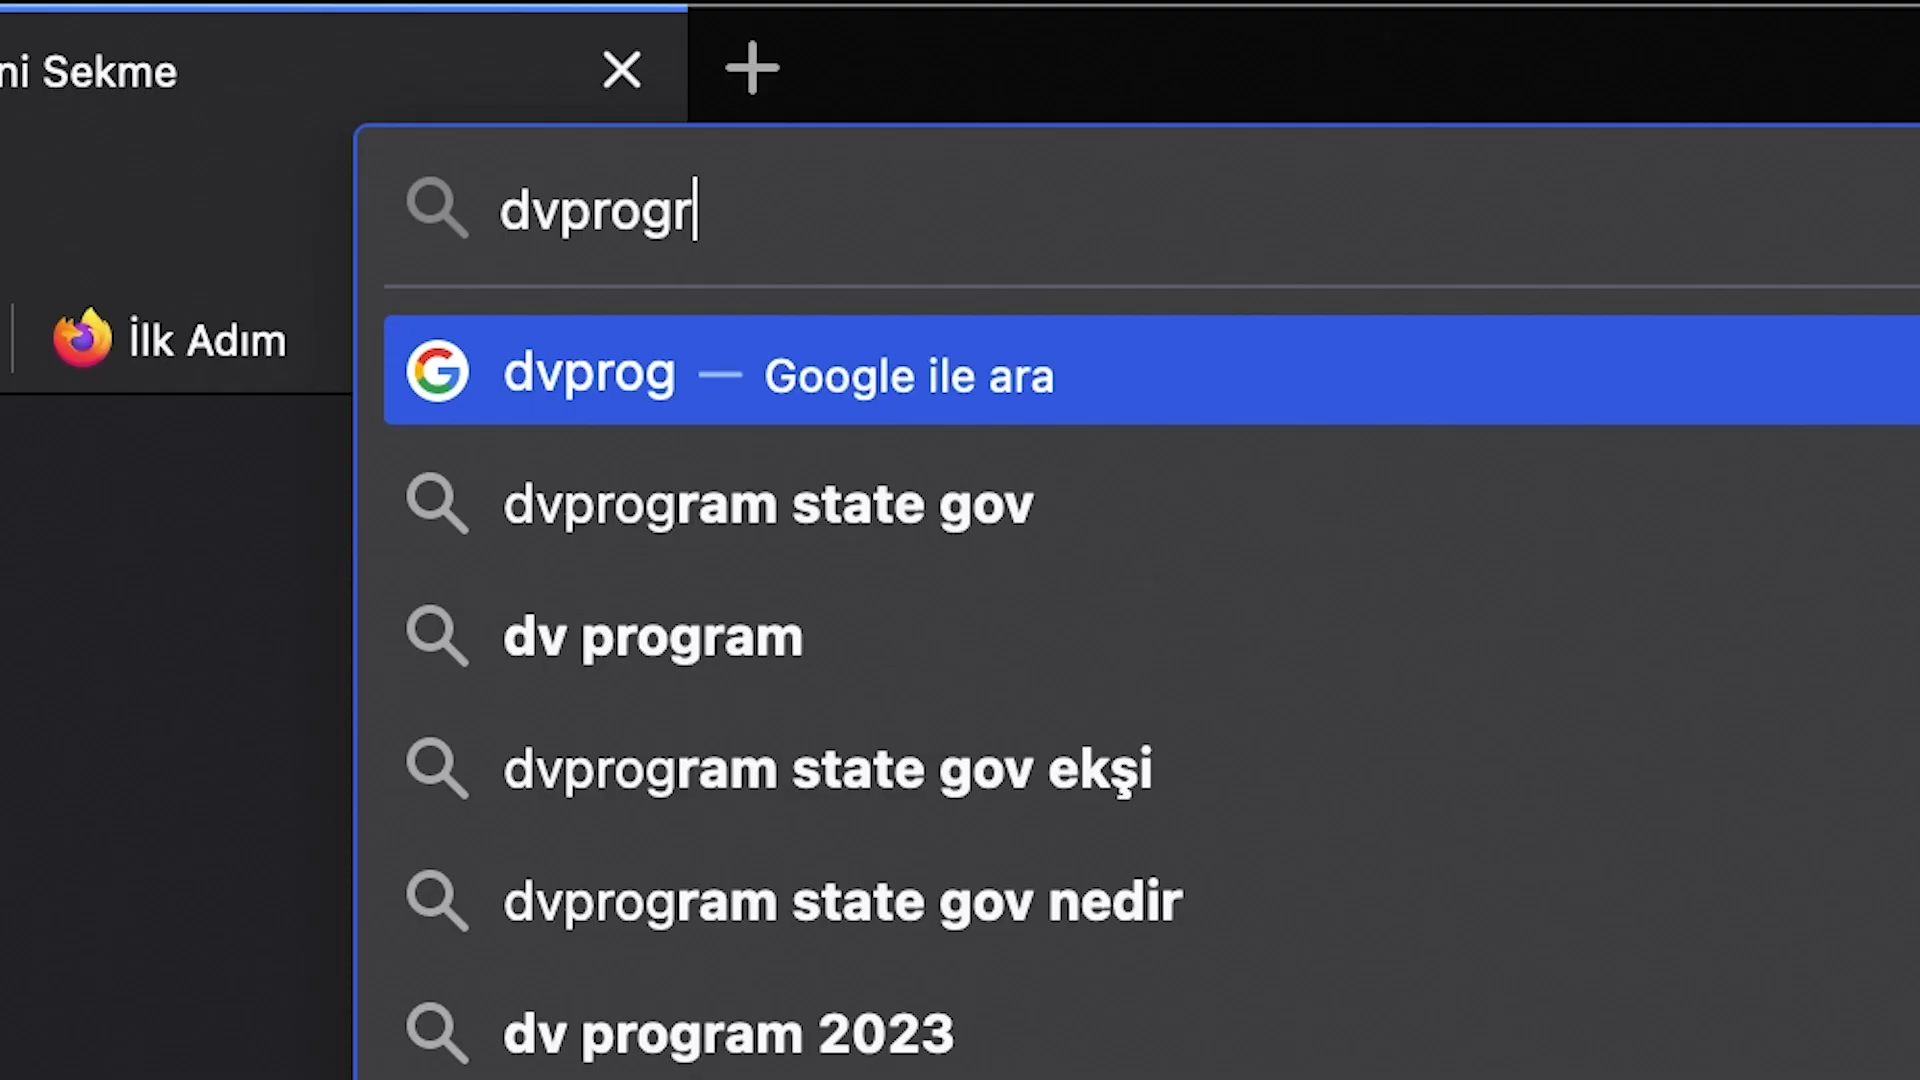 ni Sekme
dvprogr
İlk Adım
dvprog — Google ile ara
dvprogram state gov
dv program
dvprogram state gov ekşi
dvprogram state gov nedir
dv program 2023